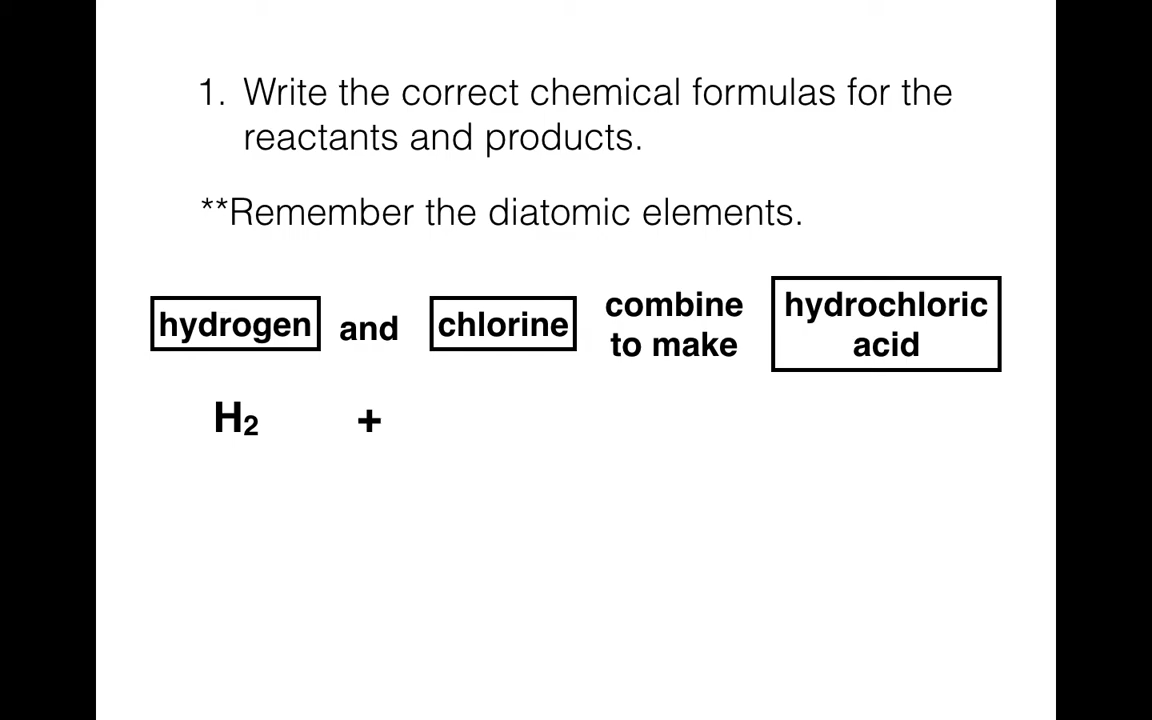 1. Write the correct chemical formulas for the
reactants and products.
**Remember the diatomic elements.
hydrogen and chlorine combine to make hydrochloric acid
H₂ +